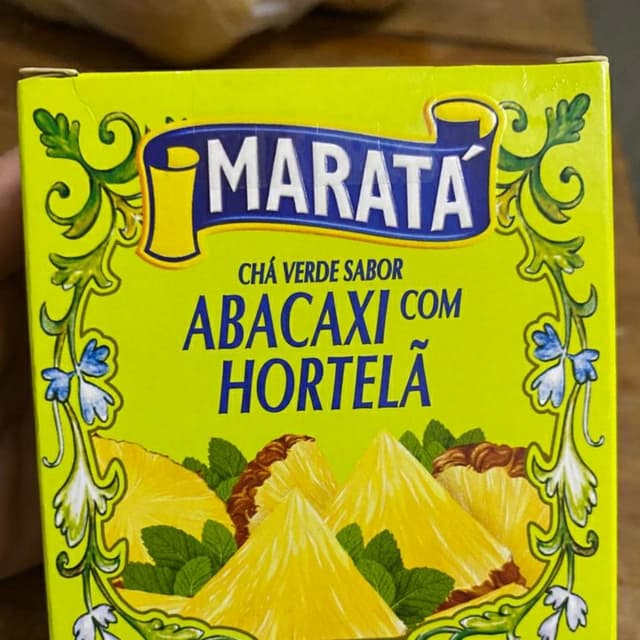 MARATÁ
CHÁ VERDE SABOR
ABACAXI COM
HORTELÃ